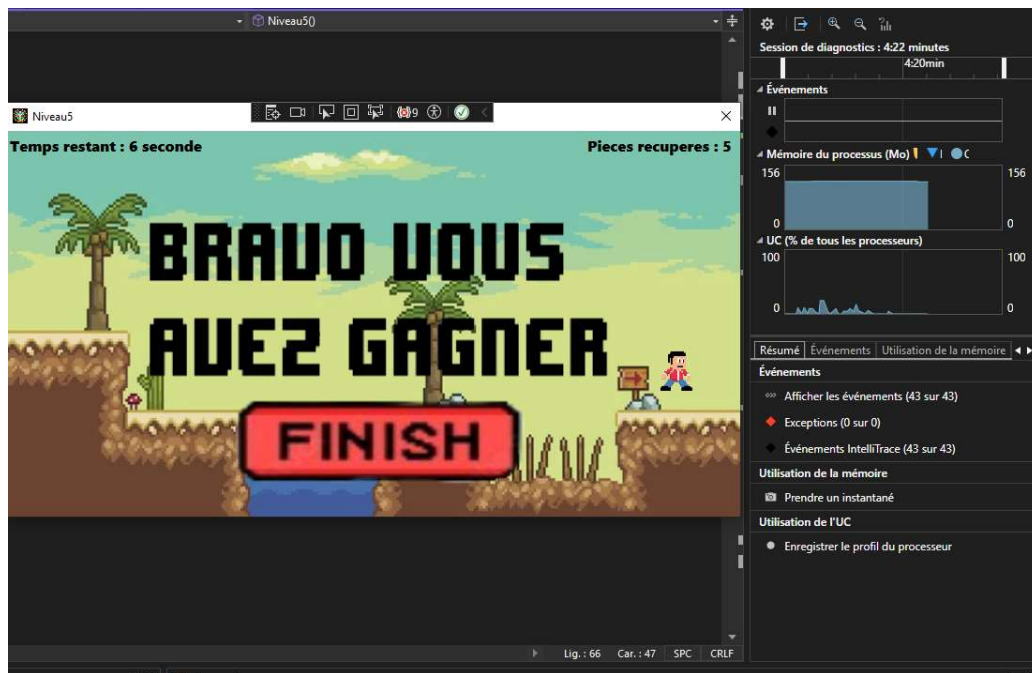 Niveau5()
Session de diagnostics : 4:22 minutes
4:20min
Événements
Mémoire du processus (Mo)
156
156
0
0
UC (% de tous les processeurs)
100
100
0
0
Résumé Événements Utilisation de la mémoire
Événements
Afficher les événements (43 sur 43)
Exceptions (0 sur 0)
Événements IntelliTrace (43 sur 43)
Utilisation de la mémoire
Prendre un instantané
Utilisation de l'UC
Enregistrer le profil du processeur
Niveau5
9
Temps restant : 6 seconde
Pieces recuperes : 5
BRAVO VOUS
AVEZ GAGNER
FINISH
Lig. : 66 Car. : 47 SPC CRLF